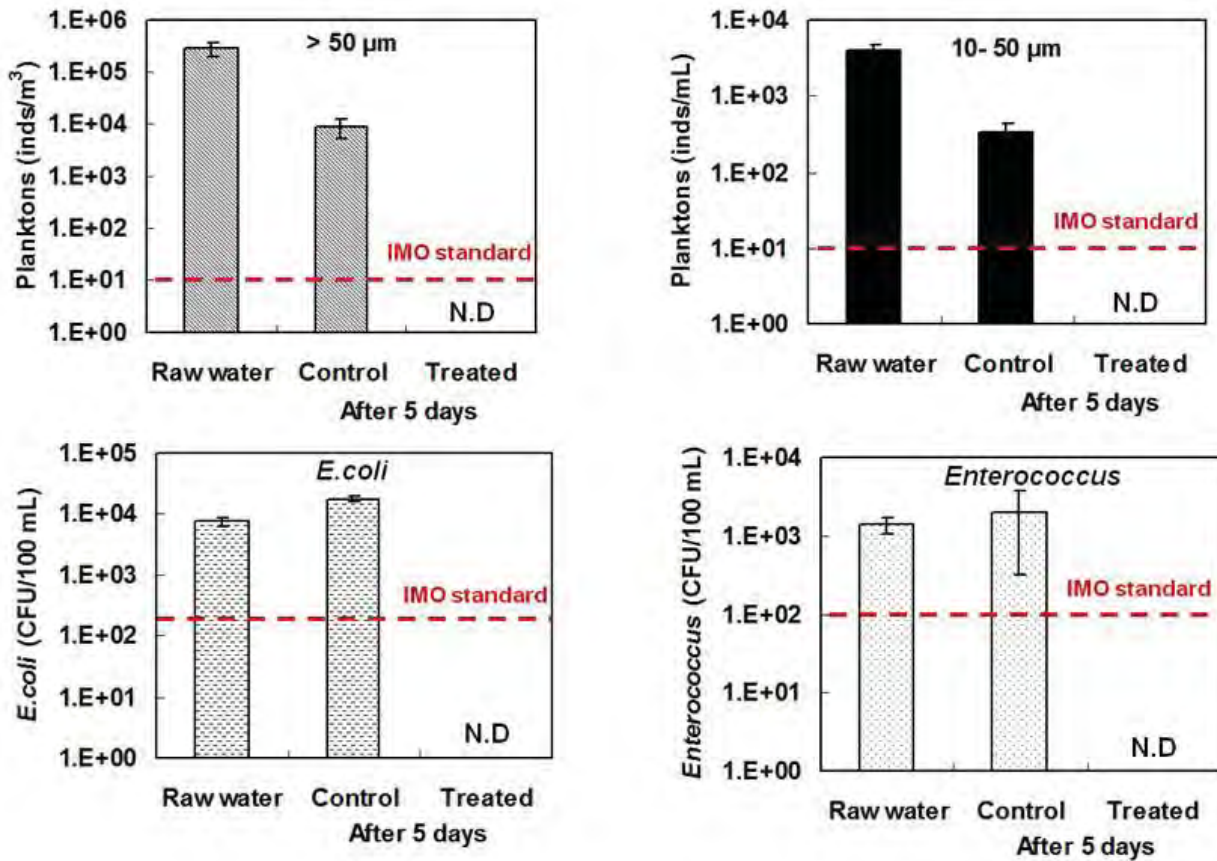 > 50 µm
Planktons (inds/m³)
1.E+06
1.E+05
1.E+04
1.E+03
1.E+02
1.E+01
1.E+00
IMO standard
N.D
Raw water Control Treated
After 5 days
10- 50 µm
Planktons (inds/mL)
1.E+04
1.E+03
1.E+02
1.E+01
1.E+00
IMO standard
N.D
Raw water Control Treated
After 5 days
E.coli
E.coli (CFU/100 mL)
1.E+05
1.E+04
1.E+03
1.E+02
1.E+01
1.E+00
IMO standard
N.D
Raw water Control Treated
After 5 days
Enterococcus
Enterococcus (CFU/100 mL)
1.E+04
1.E+03
1.E+02
1.E+01
1.E+00
IMO standard
N.D
Raw water Control Treated
After 5 days